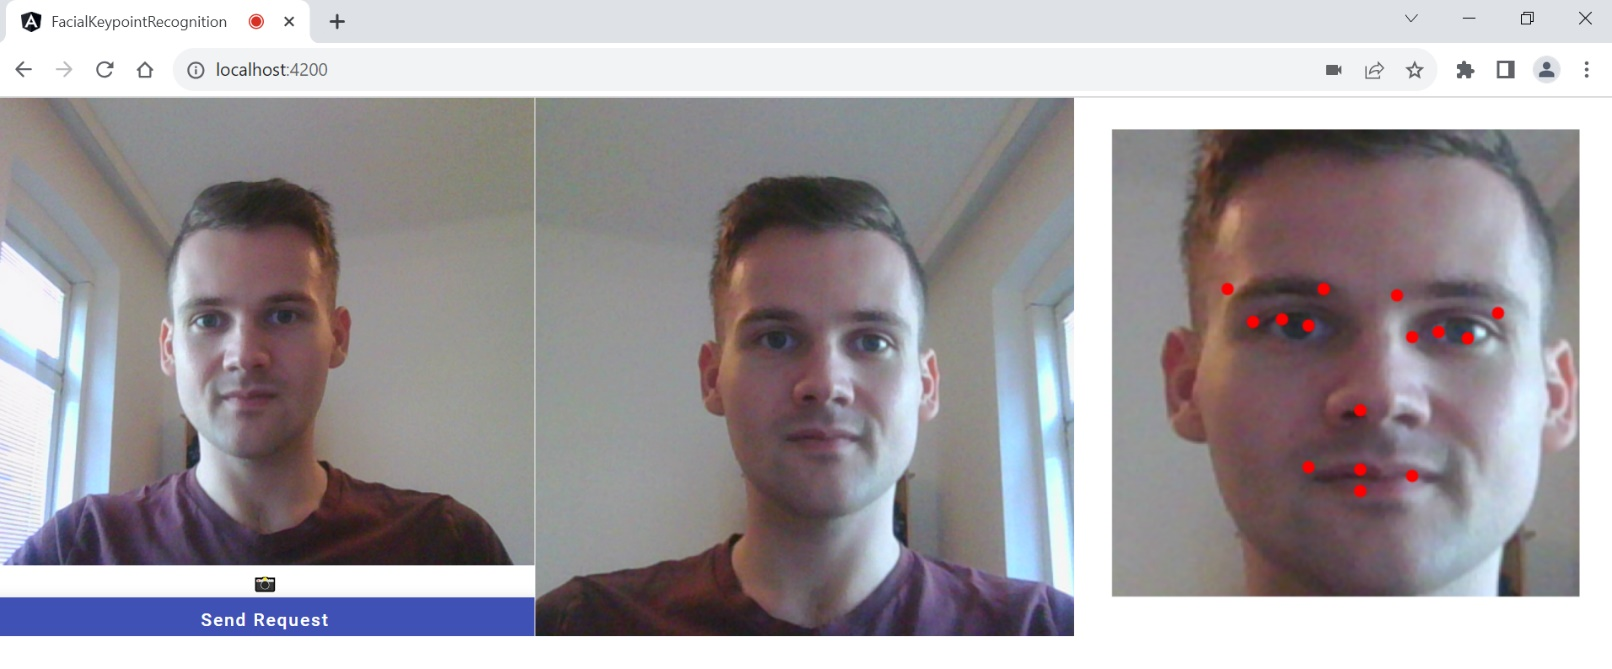 FacialKeypointRecognition
localhost:4200
Send Request